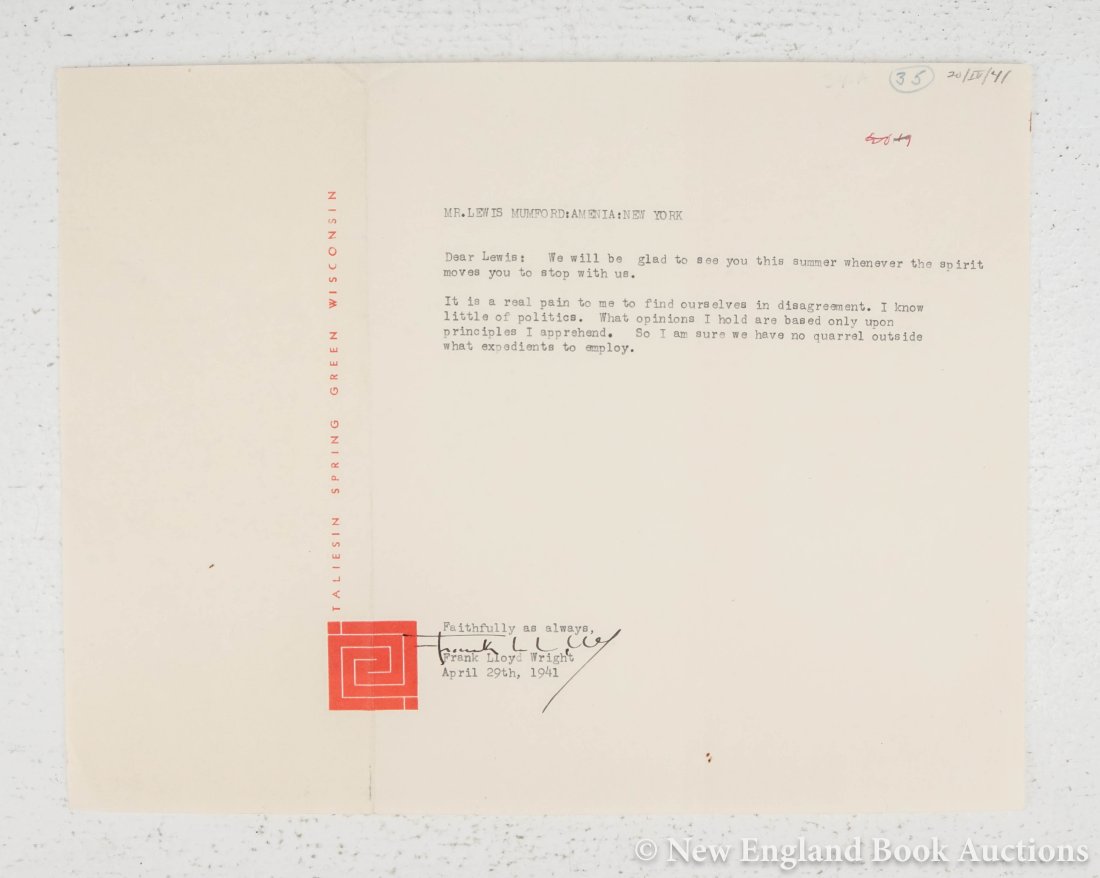 35 20/IV/41
MR.LEWIS MUMFORD:AMENIA:NEW YORK
Dear Lewis: We will be glad to see you this summer whenever the spirit
moves you to stop with us.
It is a real pain to me to find ourselves in disagreement. I know
little of politics. What opinions I hold are based only upon
principles I apprehend. So I am sure we have no quarrel outside
what expedients to employ.
TALIESIN SPRING GREEN WISCONSIN
Faithfully as always,
Frank Lloyd Wright
April 29th, 1941
© New England Book Auctions